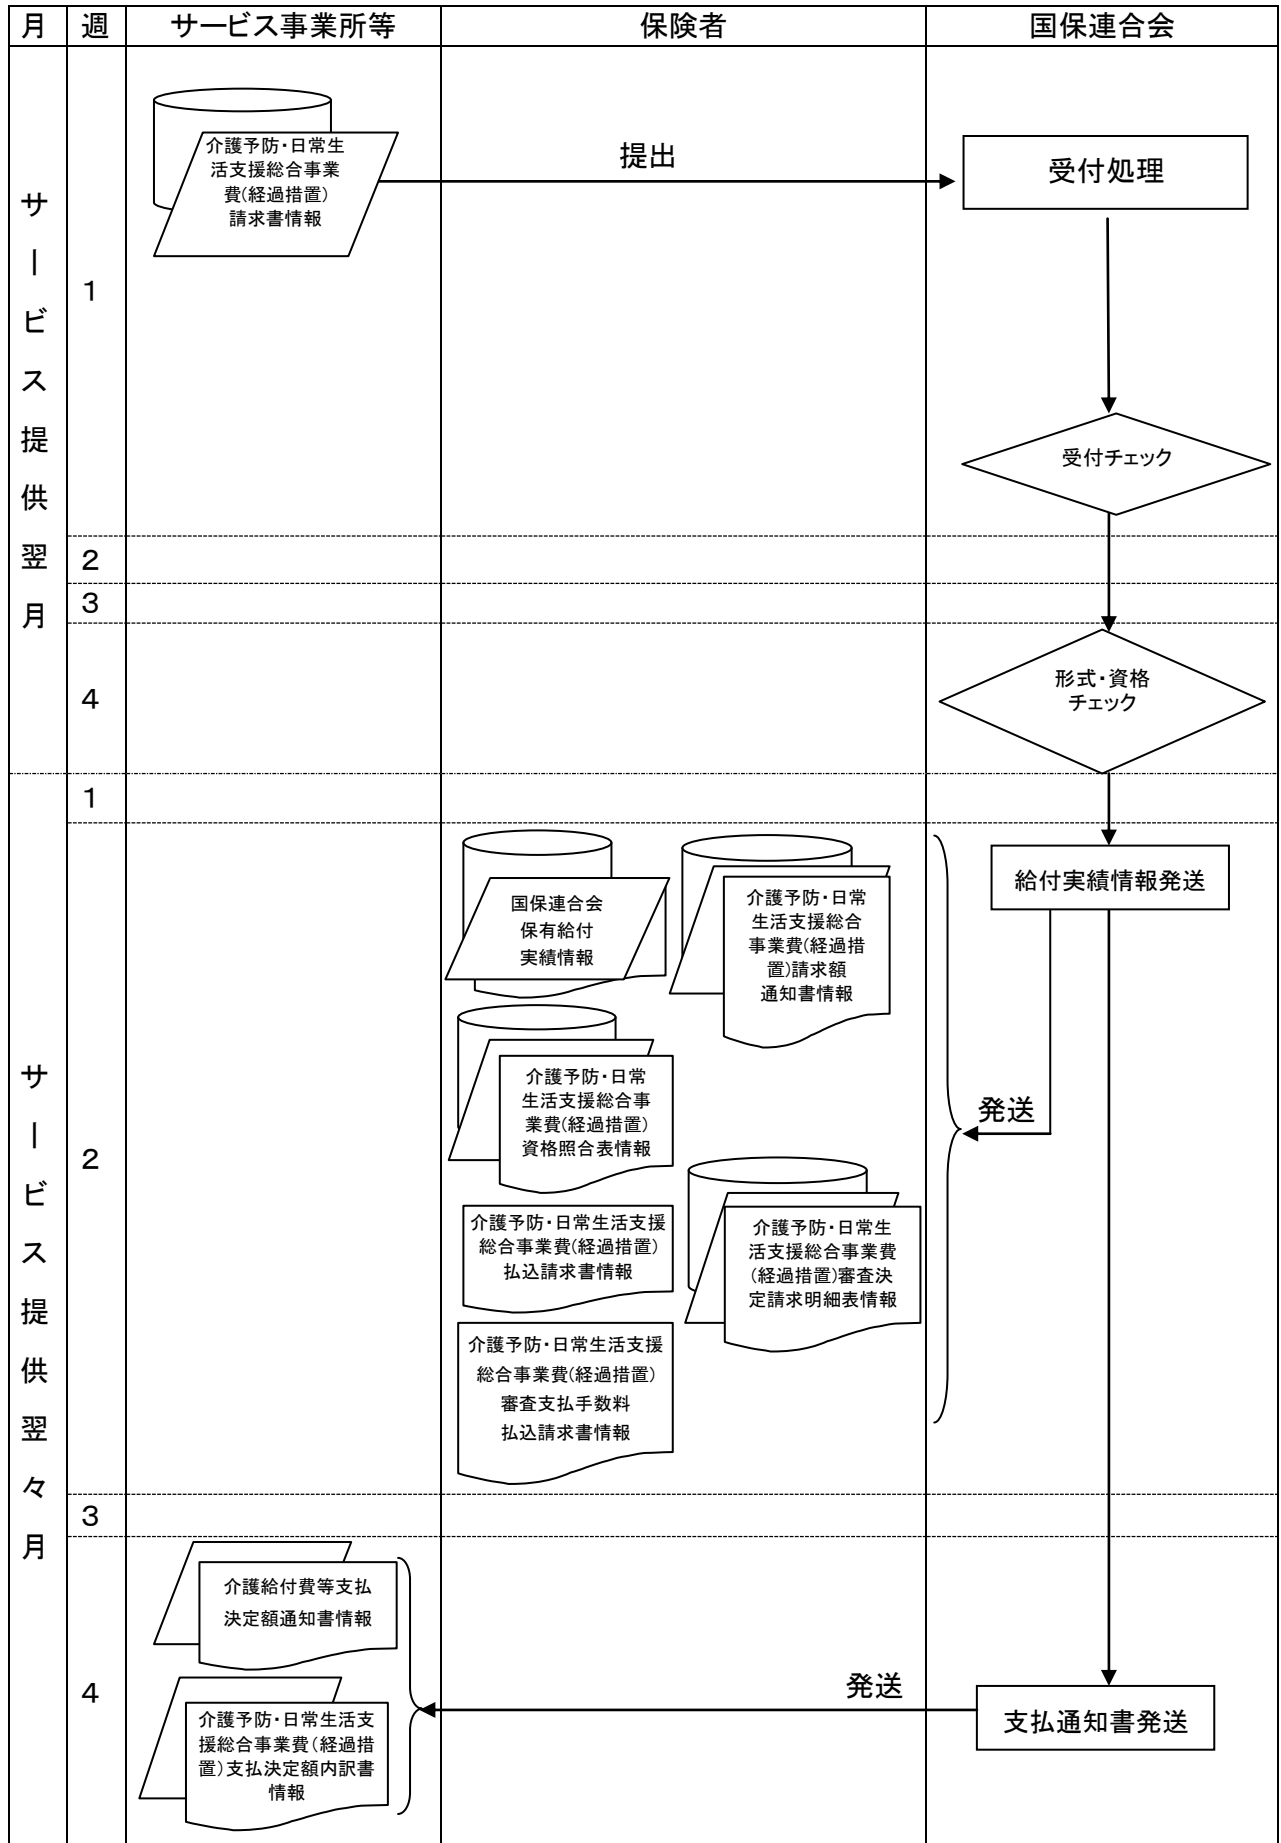 月 週 サービス事業所等 保険者 国保連合会
サービス提供翌月
1
介護予防・日常生
活支援総合事業
費(経過措置)
請求書情報
提出
受付処理
受付チェック
2
3
4
形式・資格
チェック
サービス提供翌々月
1
2
国保連合会
保有給付
実績情報
介護予防・日常
生活支援総合
事業費(経過措
置)請求額
通知書情報
給付実績情報発送
介護予防・日常
生活支援総合事
業費(経過措置)
資格照合表情報
発送
介護予防・日常生活支援
総合事業費(経過措置)
払込請求書情報
介護予防・日常生
活支援総合事業費
(経過措置)審査決
定請求明細表情報
介護予防・日常生活支援
総合事業費(経過措置)
審査支払手数料
払込請求書情報
3
4
介護給付費等支払
決定額通知書情報
介護予防・日常生活支
援総合事業費(経過措
置)支払決定額内訳書
情報
発送
支払通知書発送